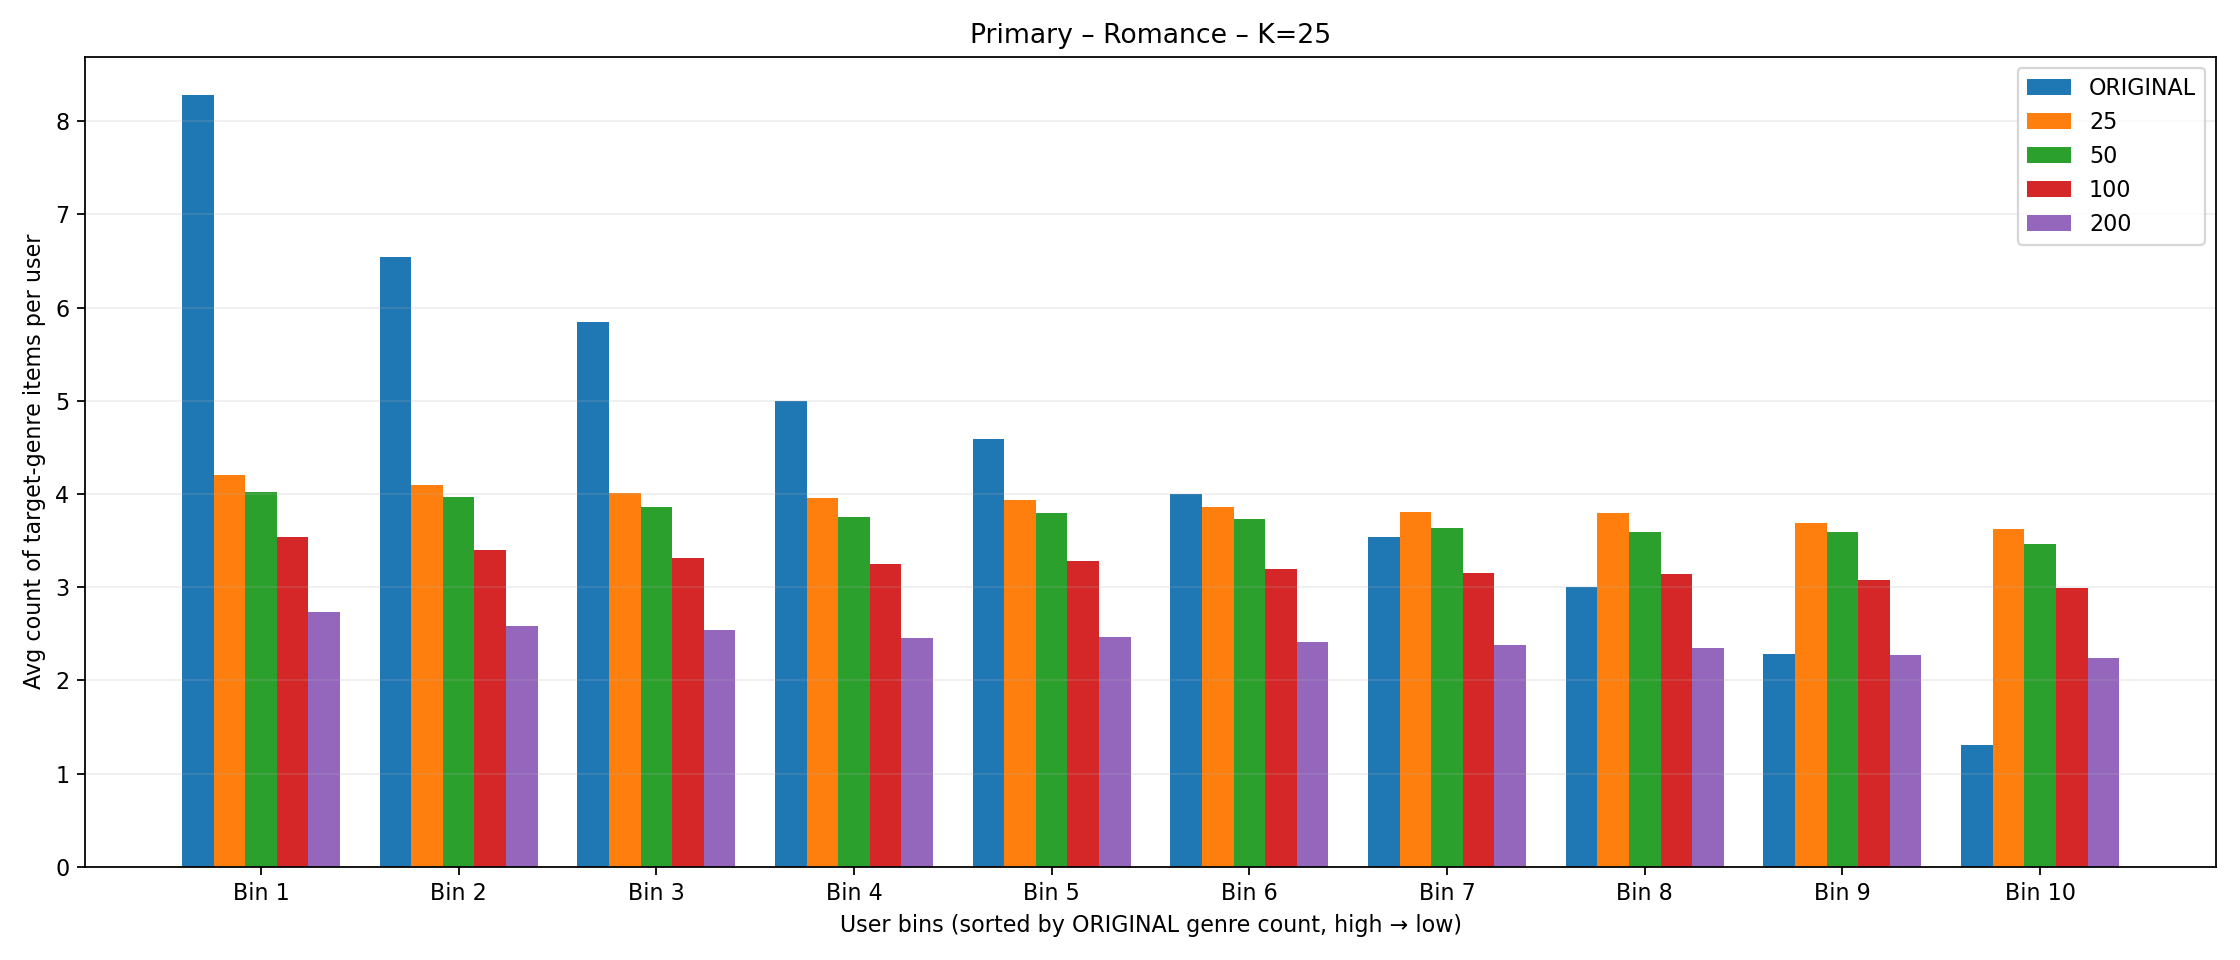 Primary – Romance – K=25
ORIGINAL
25
50
100
200
Avg count of target-genre items per user
8
7
6
5
4
3
2
1
0
Bin 1
Bin 2
Bin 3
Bin 4
Bin 5
Bin 6
Bin 7
Bin 8
Bin 9
Bin 10
User bins (sorted by ORIGINAL genre count, high → low)